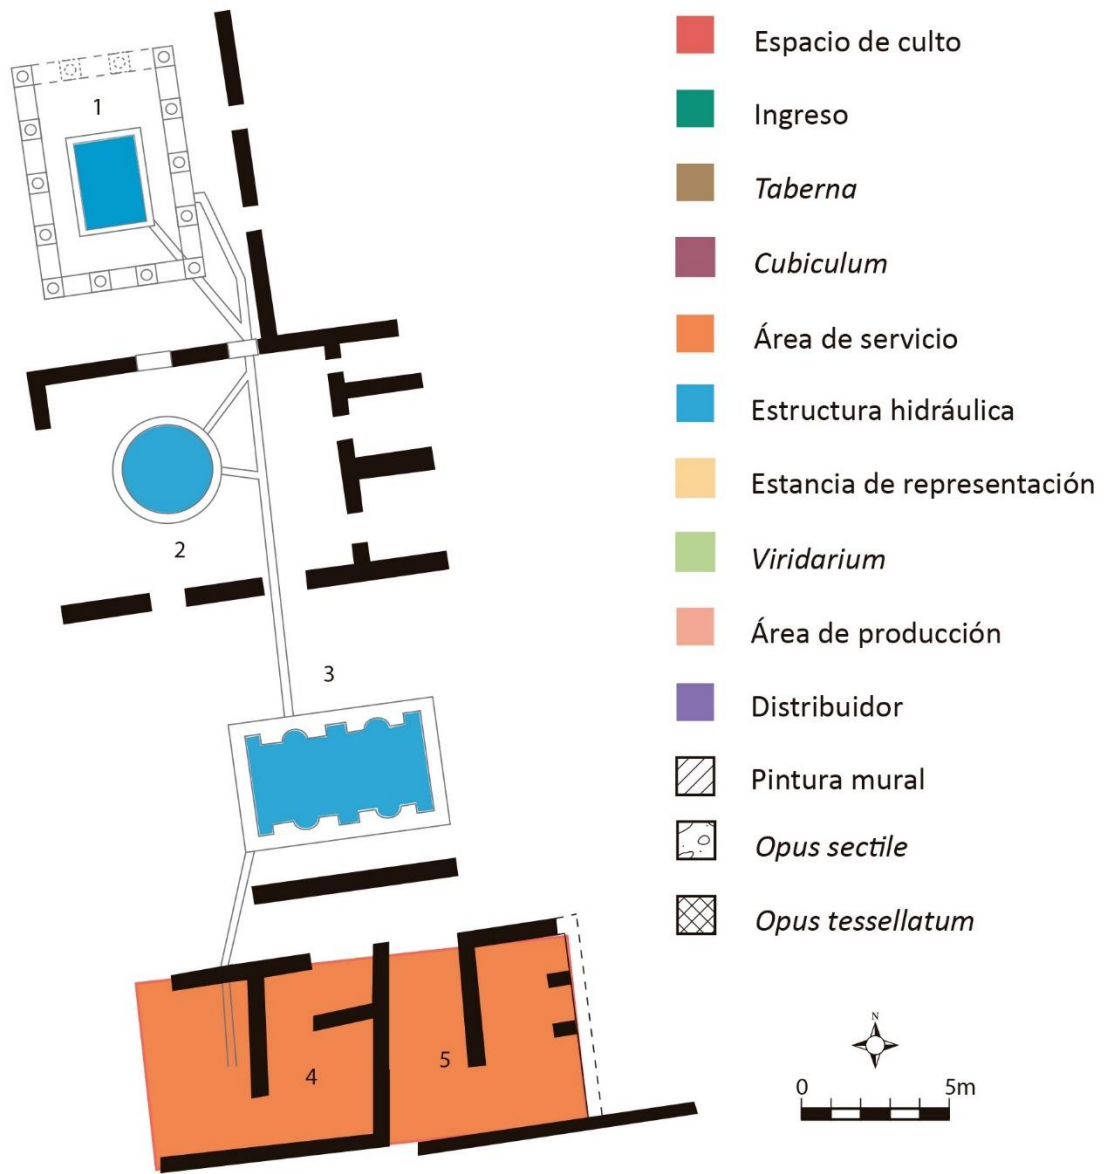 1
2
3
4
5
Espacio de culto
Ingreso
Taberna
Cubiculum
Área de servicio
Estructura hidráulica
Estancia de representación
Viridarium
Área de producción
Distribuidor
Pintura mural
Opus sectile
Opus tessellatum
N
0 5m